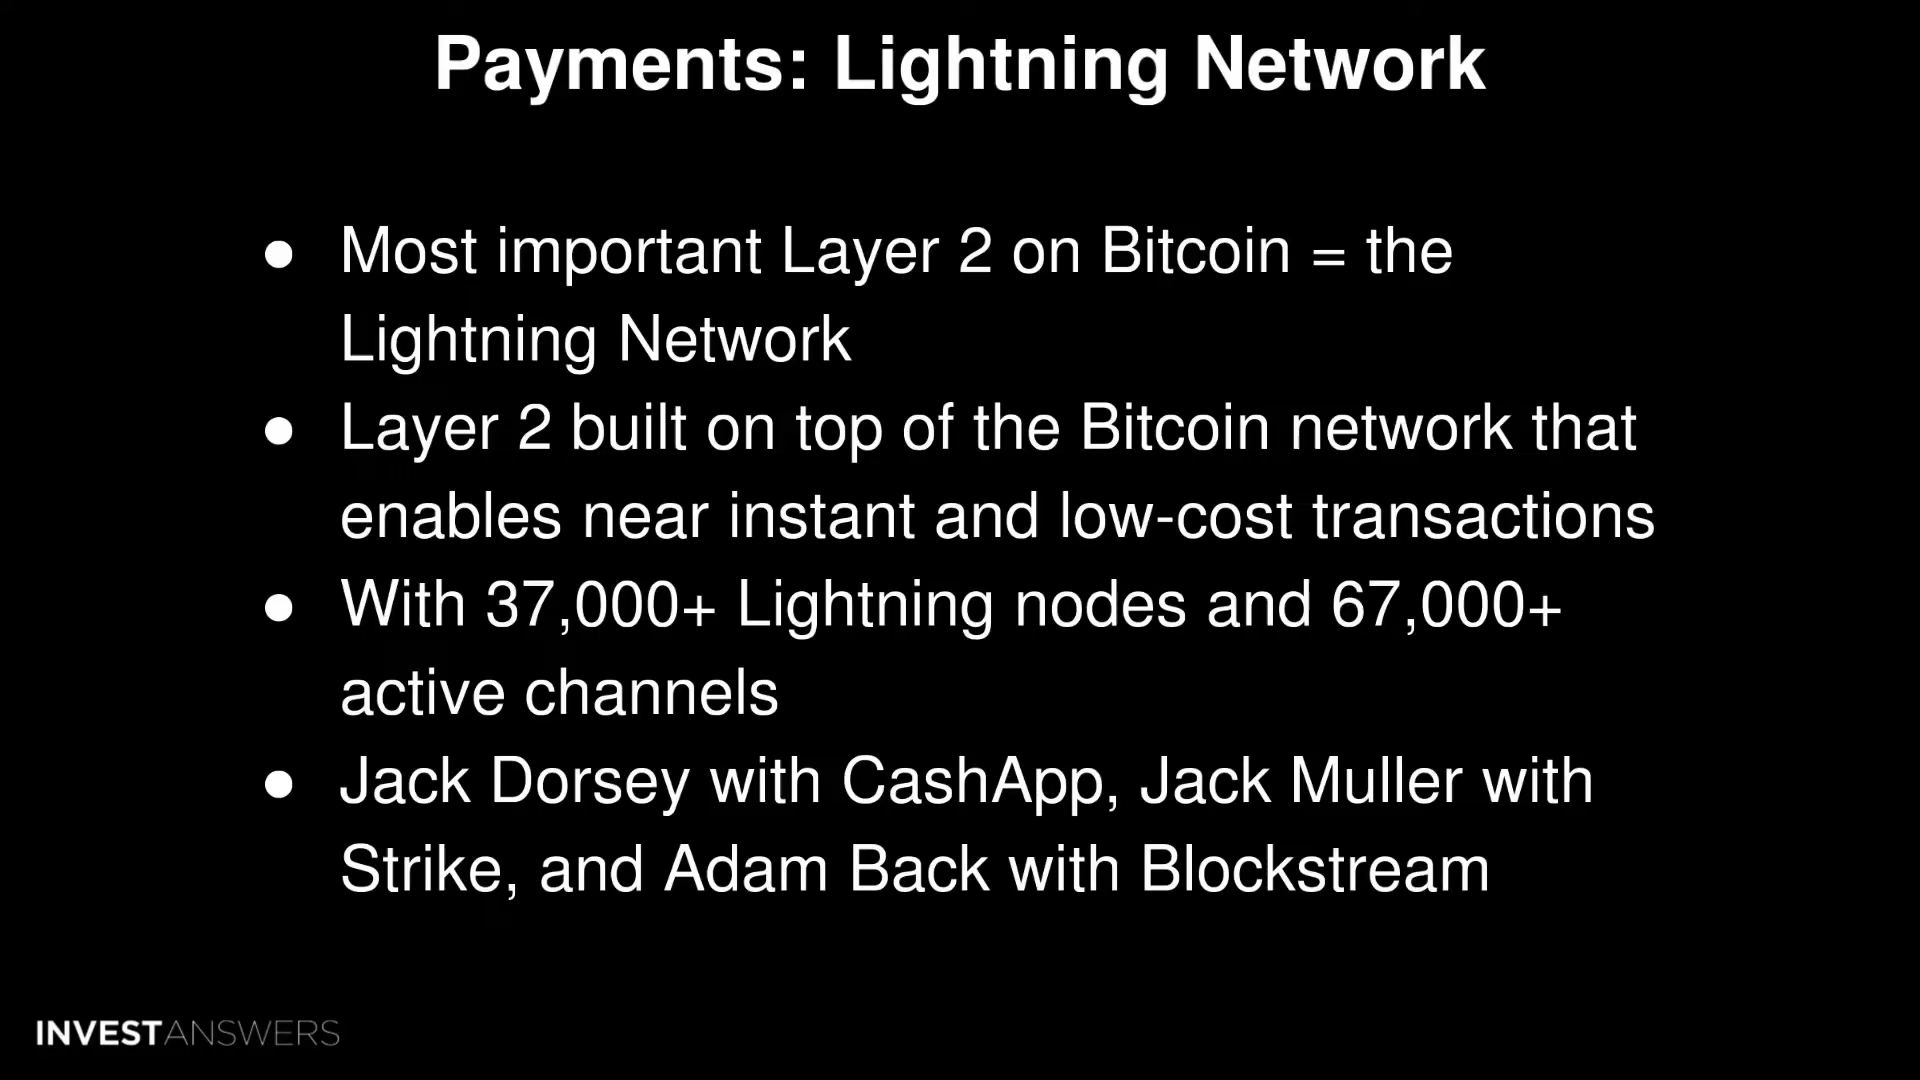 Payments: Lightning Network
● Most important Layer 2 on Bitcoin = the
Lightning Network
● Layer 2 built on top of the Bitcoin network that
enables near instant and low-cost transactions
● With 37,000+ Lightning nodes and 67,000+
active channels
● Jack Dorsey with CashApp, Jack Muller with
Strike, and Adam Back with Blockstream
INVESTANSWERS